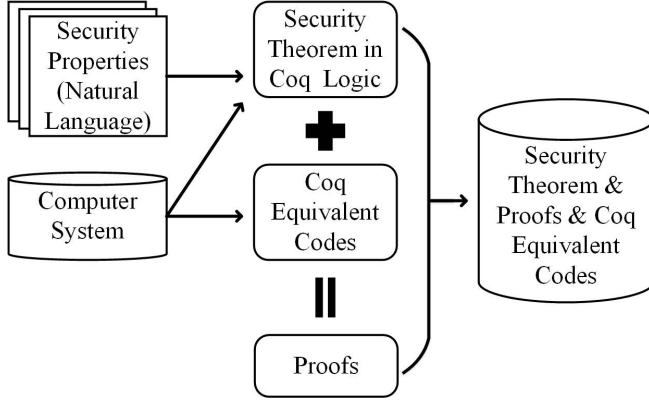 Security
Properties
(Natural
Language)
Computer
System
Security
Theorem in
Coq Logic
Coq
Equivalent
Codes
Proofs
Security
Theorem &
Proofs & Coq
Equivalent
Codes